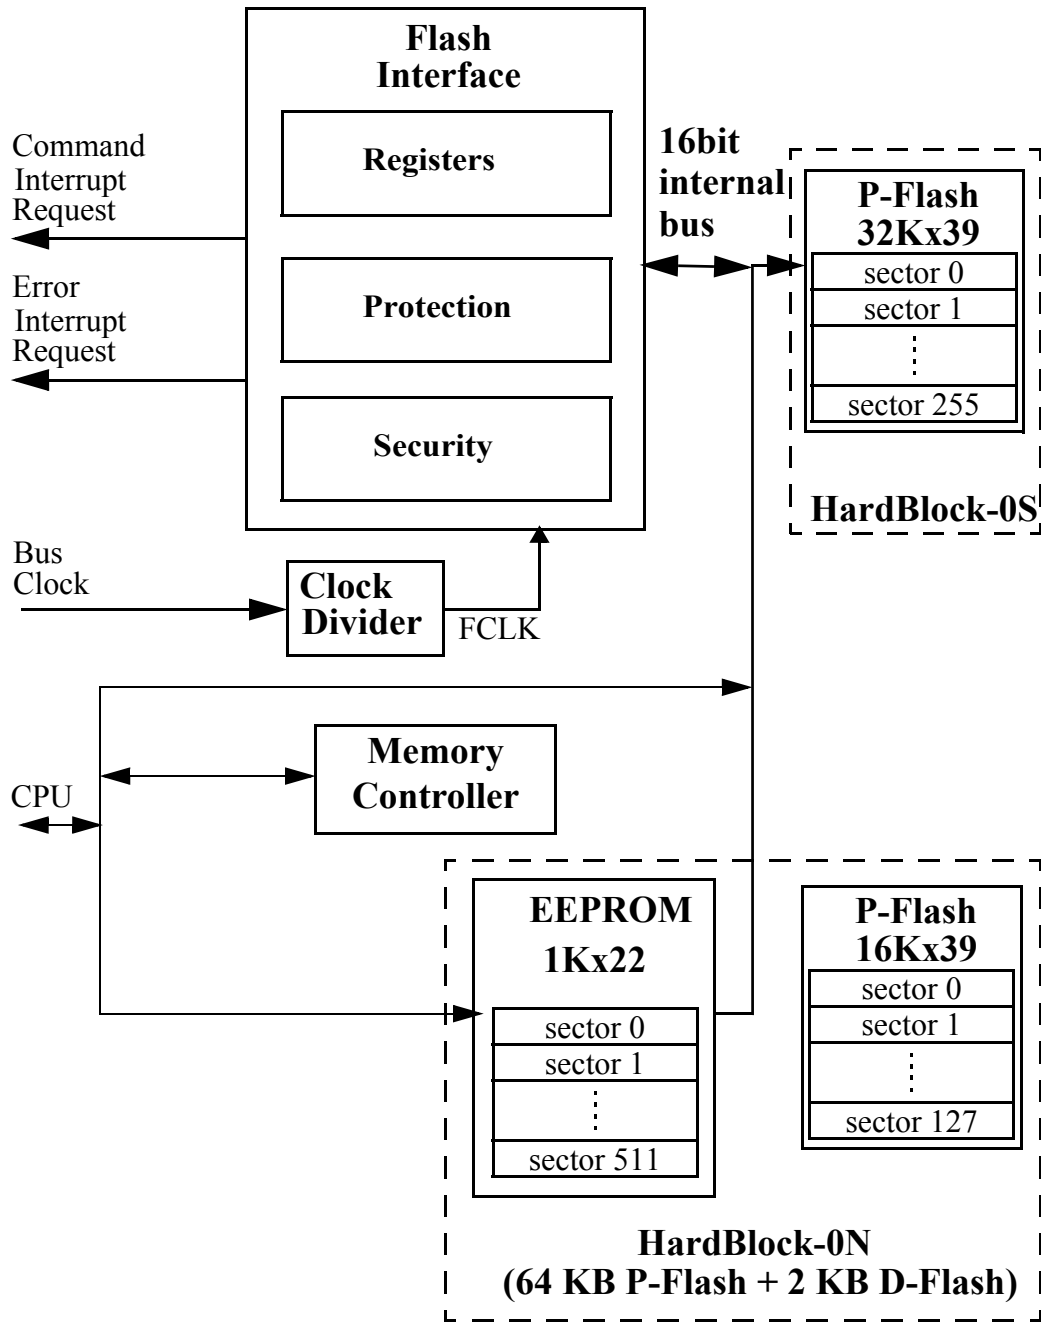 Flash
Interface
Registers
Protection
Security
Command
Interrupt
Request
Error
Interrupt
Request
16bit
internal
bus
P-Flash
32Kx39
sector 0
sector 1
sector 255
HardBlock-0S
Bus
Clock
Clock
Divider
FCLK
Memory
Controller
CPU
EEPROM
1Kx22
sector 0
sector 1
sector 511
P-Flash
16Kx39
sector 0
sector 1
sector 127
HardBlock-0N
(64 KB P-Flash + 2 KB D-Flash)